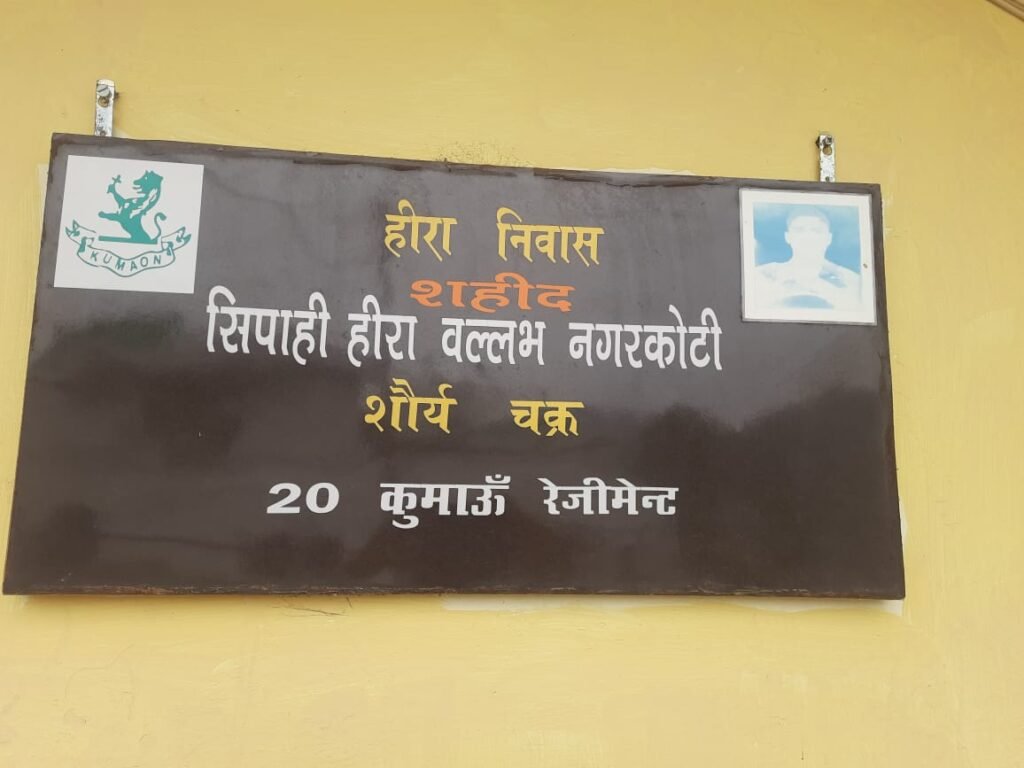 KUMAON
हीरा निवास
शहीद
सिपाही हीरा वल्लभ नगरकोटी
शौर्य चक्र
20 कुमाऊँ रेजीमेन्ट